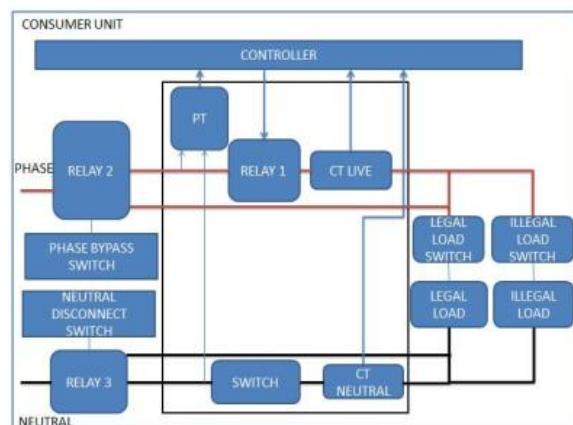 CONSUMER UNIT
CONTROLLER
PT
PHASE
RELAY 2
RELAY 1
CT LIVE
PHASE BYPASS
SWITCH
LEGAL
LOAD
SWITCH
ILLEGAL
LOAD
SWITCH
NEUTRAL
DISCONNECT
SWITCH
LEGAL
LOAD
ILLEGAL
LOAD
RELAY 3
SWITCH
CT
NEUTRAL
NEUTRAL